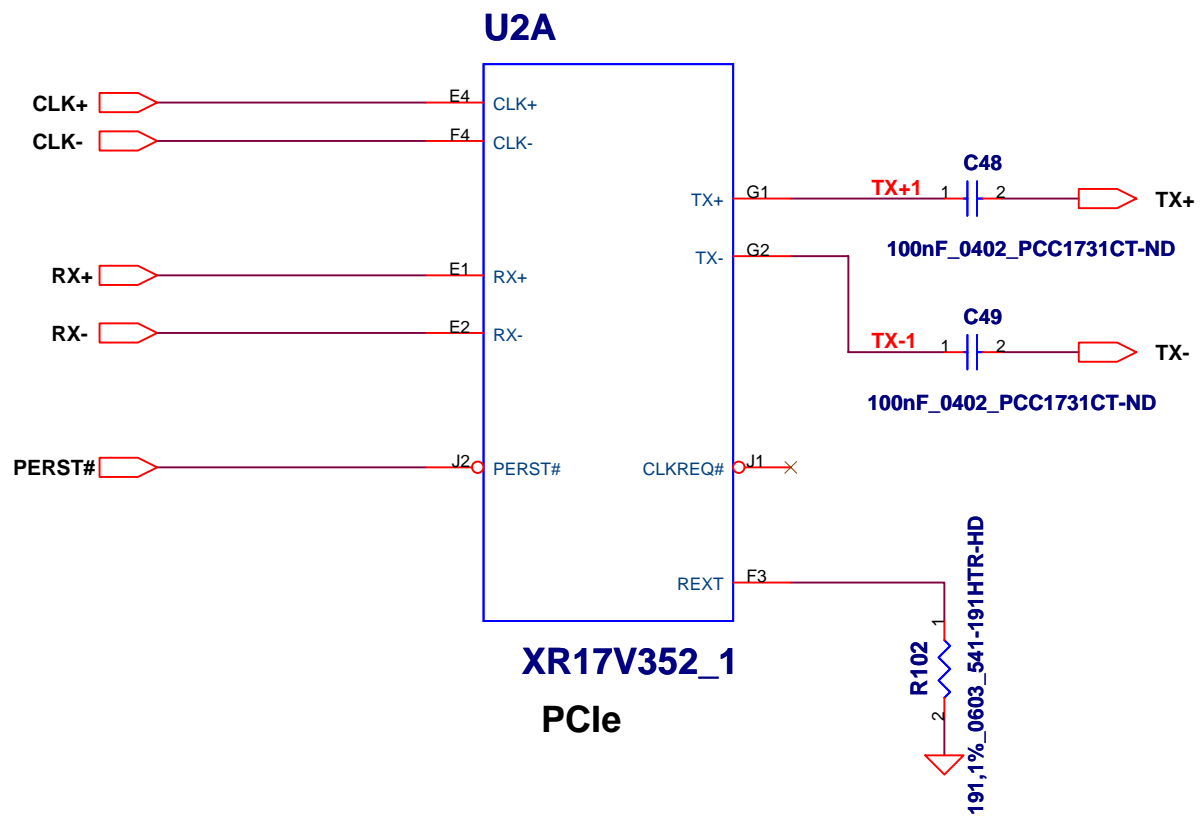 U2A
CLK+
E4
CLK+
CLK-
F4
CLK-
TX+
G1
TX+1
1
C48
2
TX+
100nF_0402_PCC1731CT-ND
TX-
G2
RX+
E1
RX+
RX-
E2
RX-
TX-1
1
C49
2
TX-
100nF_0402_PCC1731CT-ND
PERST#
J2
PERST#
CLKREQ#
J1
REXT
F3
1
R102
2
191,1%_0603_541-191HTR-HD
XR17V352_1
PCIe